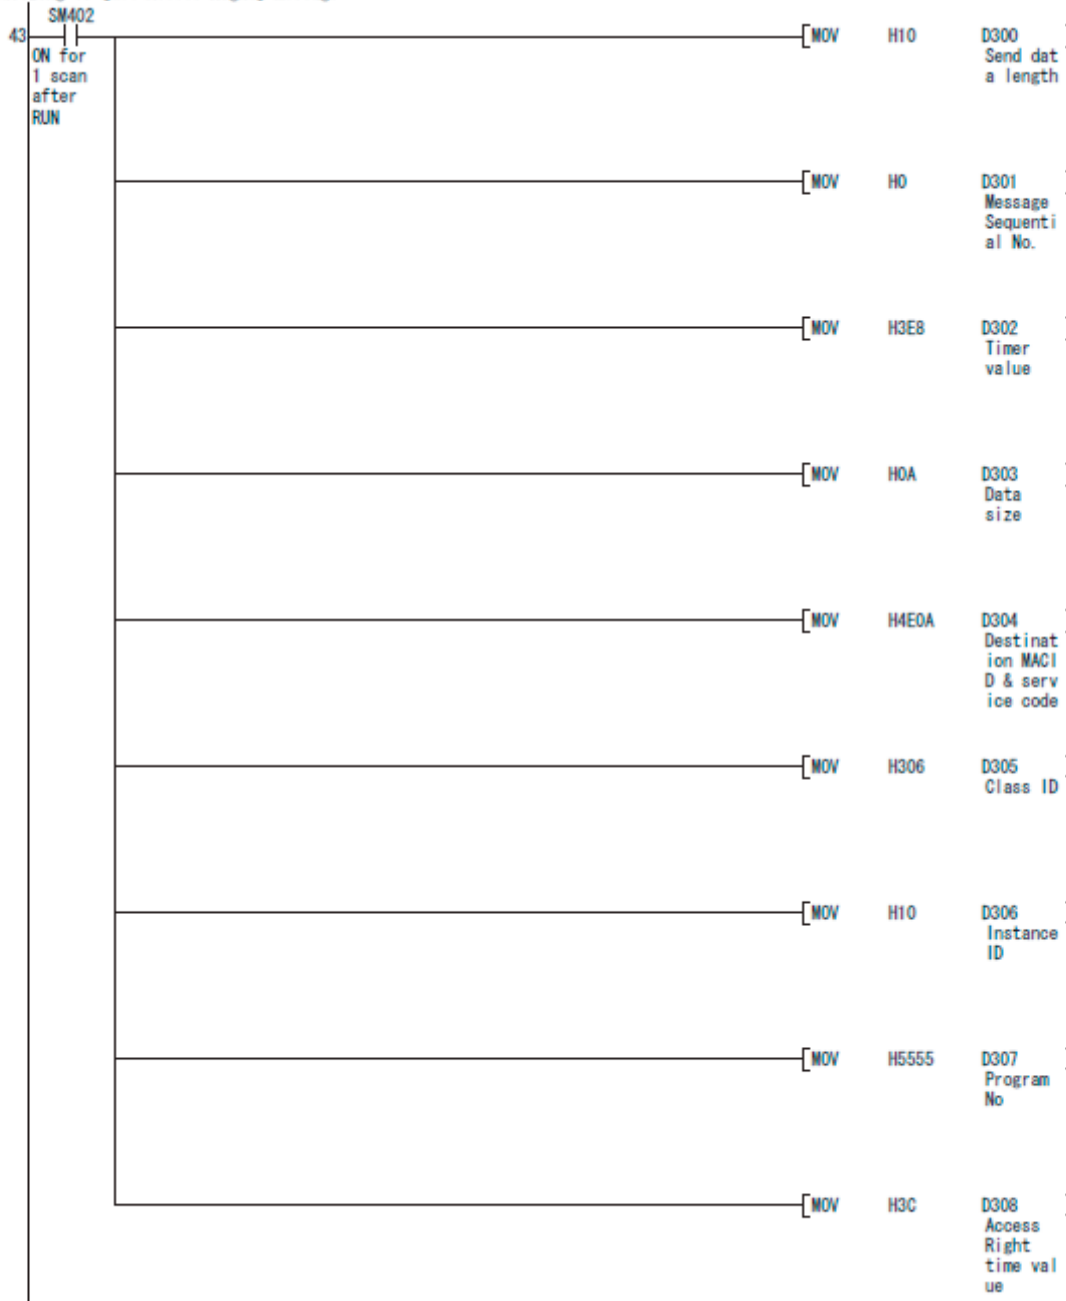 SM402
43
ON for
1 scan
after
RUN
MOV H10 D300
Send dat
a length
MOV H0 D301
Message
Sequenti
al No.
MOV H3E8 D302
Timer
value
MOV H0A D303
Data
size
MOV H4E0A D304
Destinat
ion MACI
D & serv
ice code
MOV H306 D305
Class ID
MOV H10 D306
Instance
ID
MOV H5555 D307
Program
No
MOV H3C D308
Access
Right
time val
ue